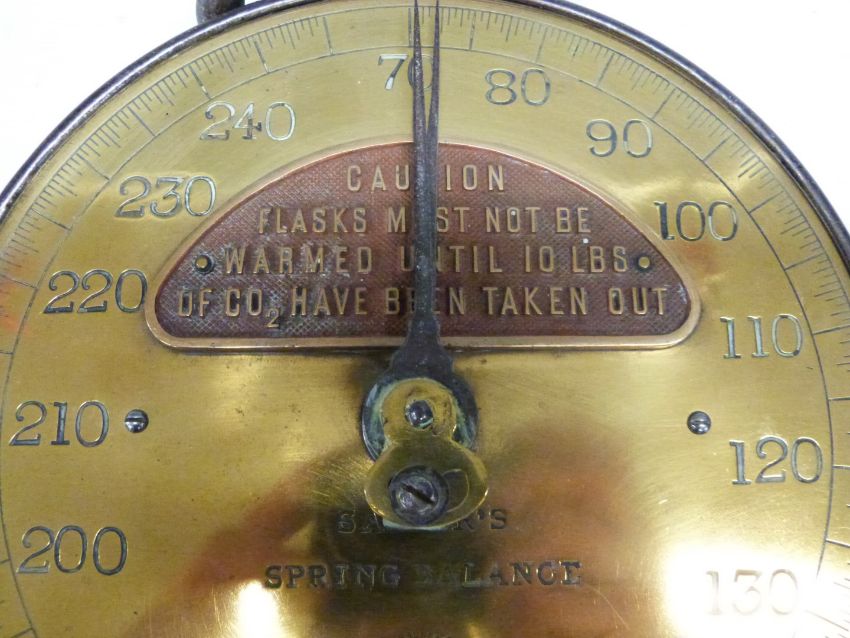 70
80
240
90
230
100
220
110
210
120
200
130
CAUTION
FLASKS MUST NOT BE
WARMED UNTIL 10 LBS
OF CO₂ HAVE BEEN TAKEN OUT
SALTER'S
SPRING BALANCE